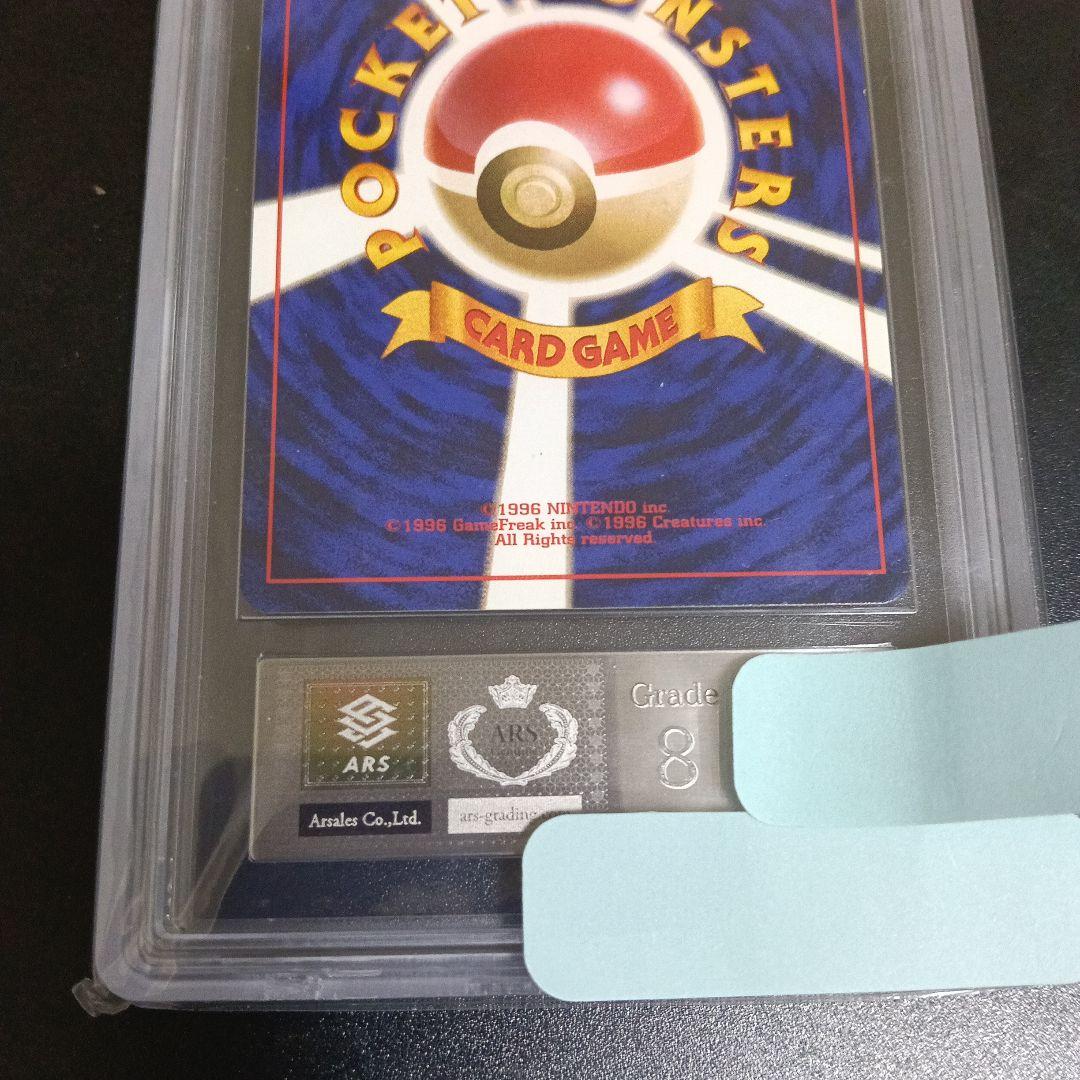 POCKET MONSTERS
CARD GAME
©1996 NINTENDO inc.
©1996 GameFreak inc. ©1996 Creatures inc.
All Rights reserved.
ARS
ARS
Grade
8
Arsales Co.,Ltd.